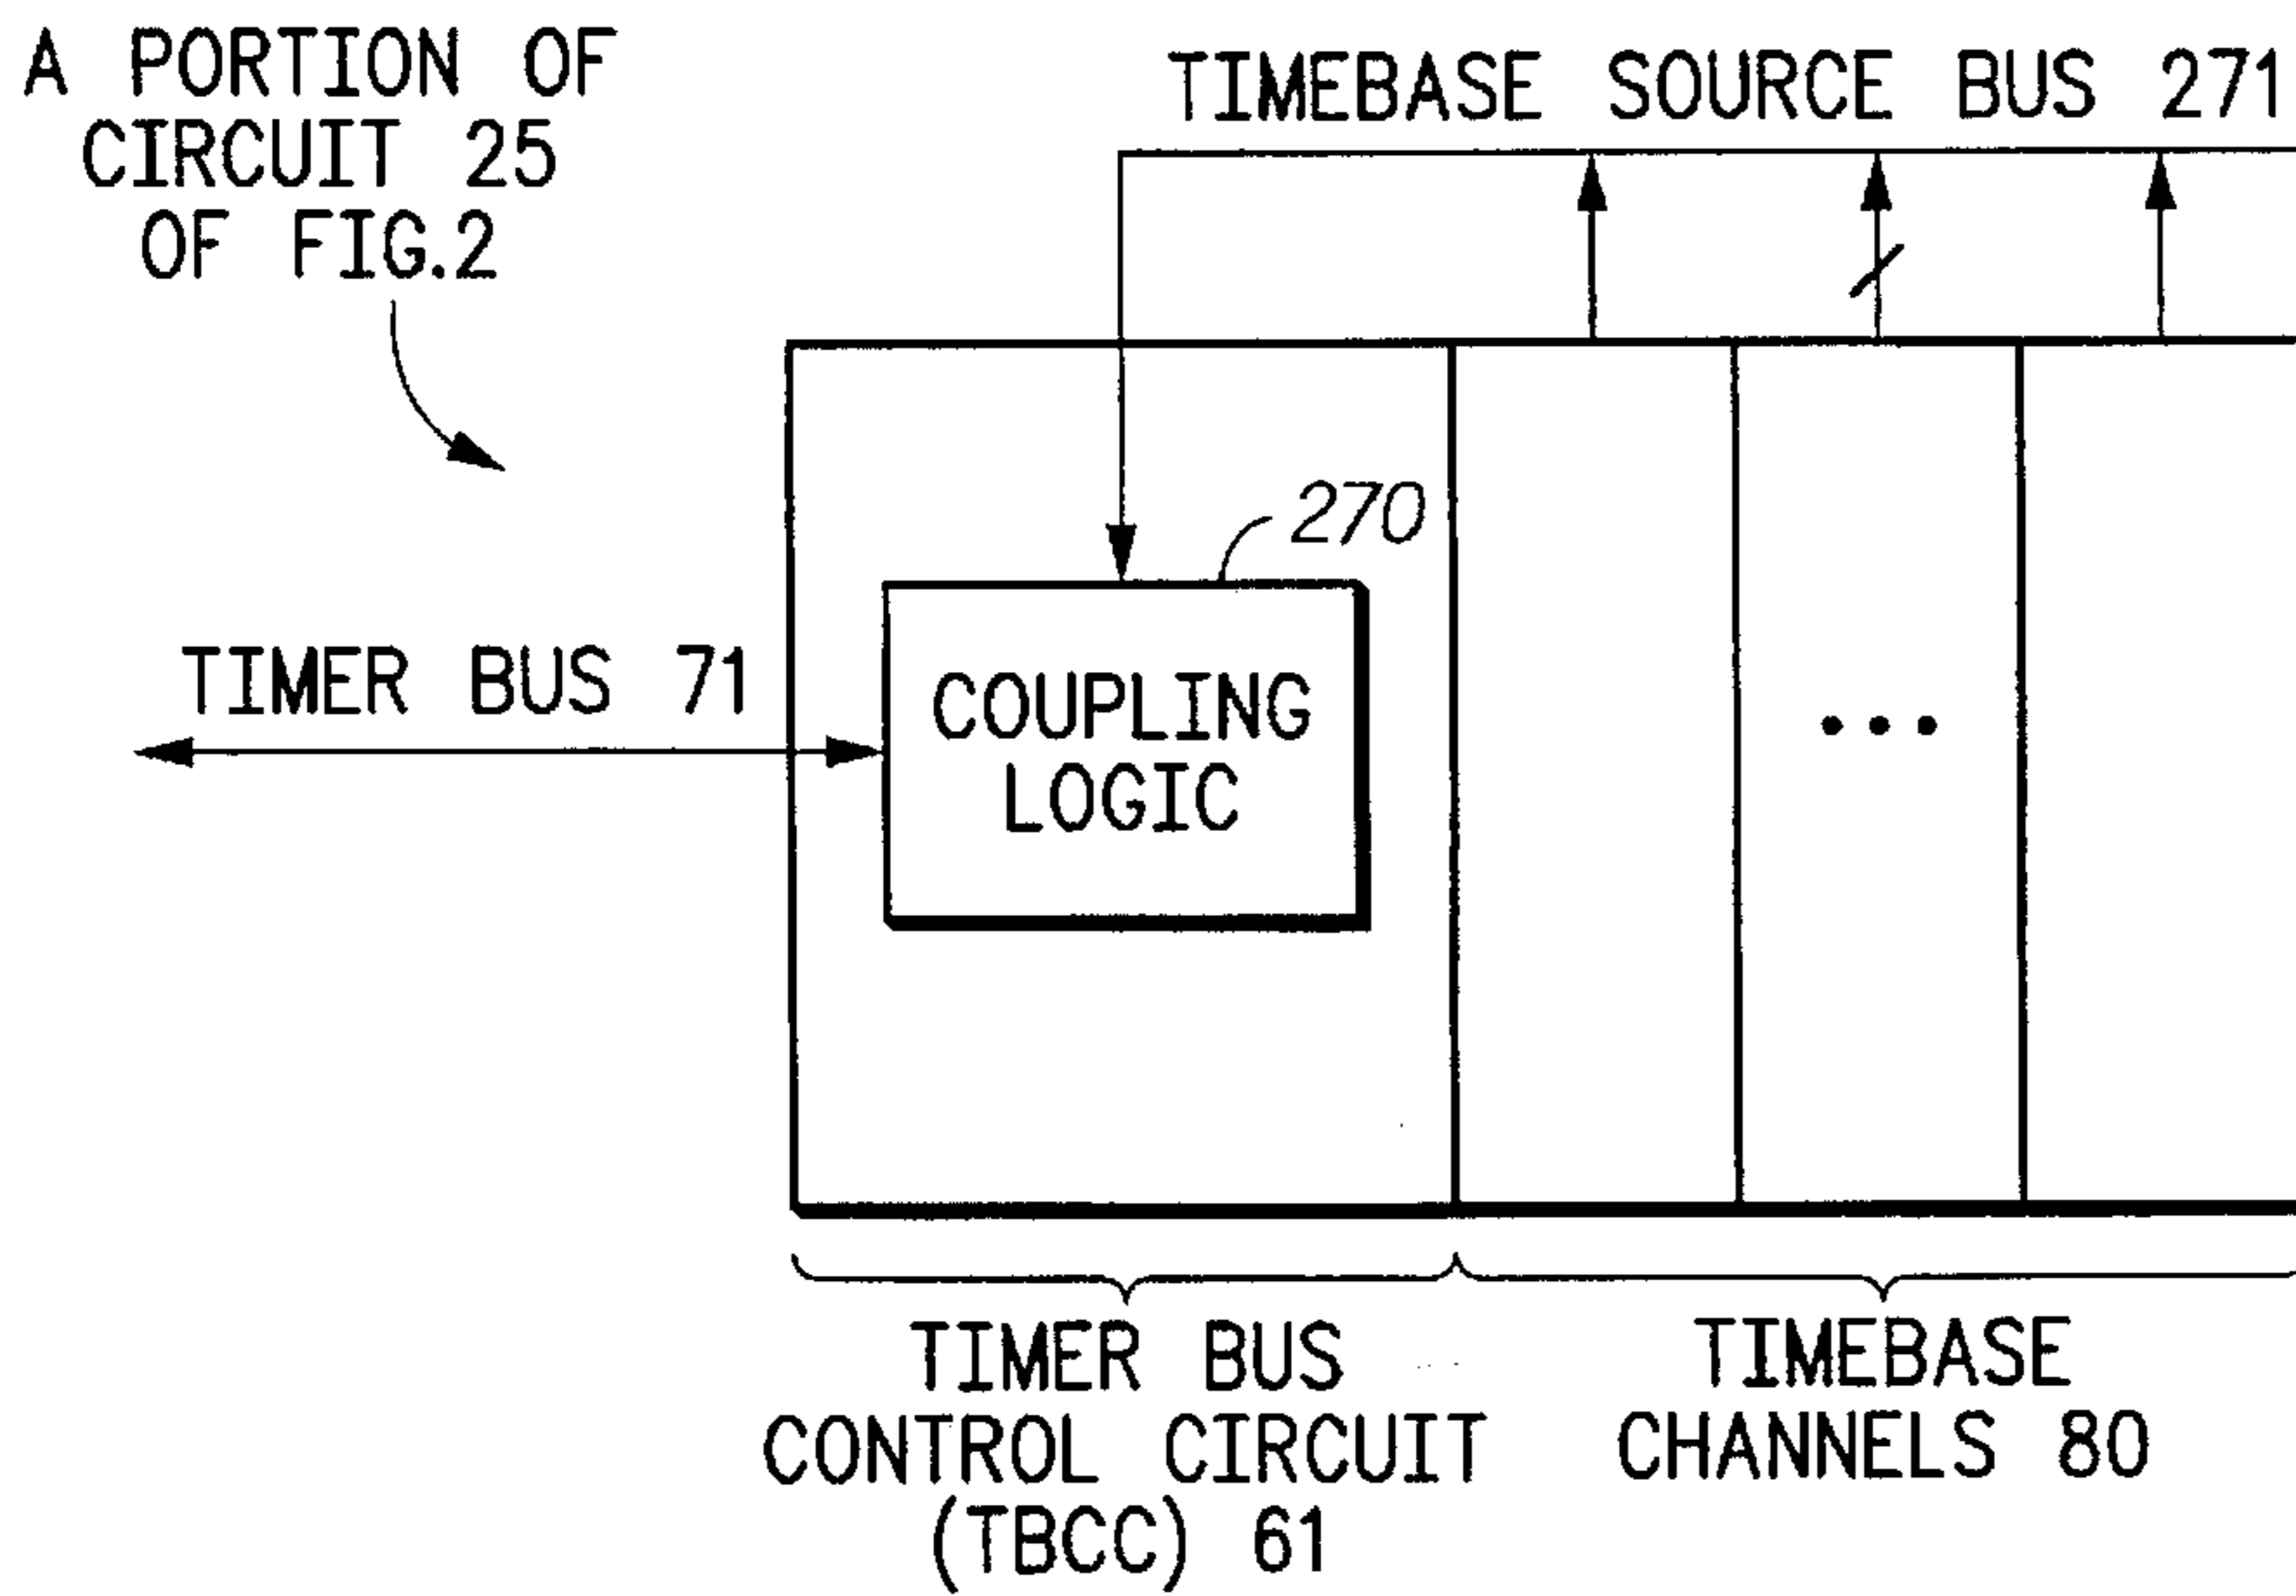 A PORTION OF
CIRCUIT 25
OF FIG.2
TIMEBASE SOURCE BUS 271
270
TIMER BUS 71
COUPLING
LOGIC
TIMER BUS
CONTROL CIRCUIT
(TBCC) 61
TIMEBASE
CHANNELS 80